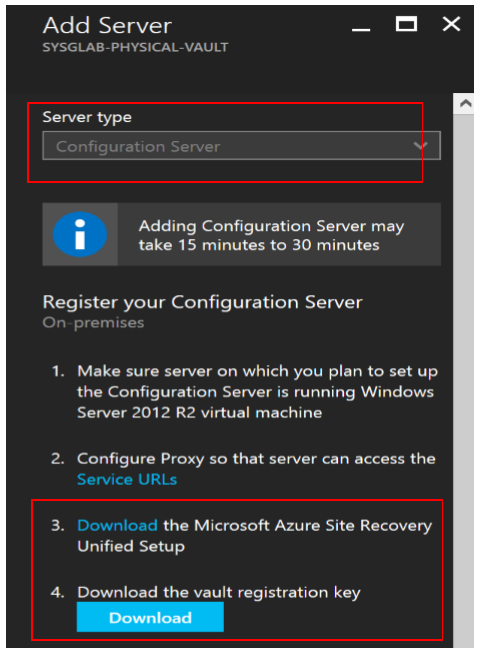 Add Server
SYSGLAB-PHYSICAL-VAULT
Server type
Configuration Server
Adding Configuration Server may
take 15 minutes to 30 minutes
Register your Configuration Server
On-premises
1. Make sure server on which you plan to set up
the Configuration Server is running Windows
Server 2012 R2 virtual machine
2. Configure Proxy so that server can access the
Service URLs
3. Download the Microsoft Azure Site Recovery
Unified Setup
4. Download the vault registration key
Download